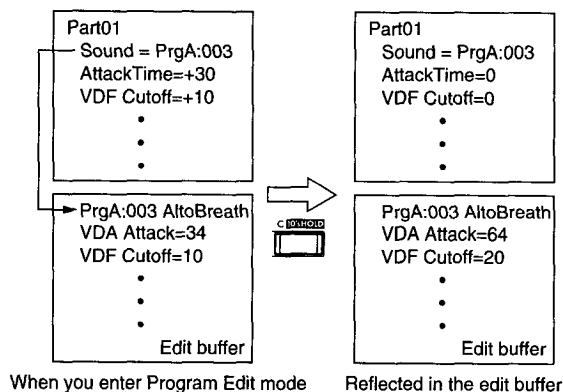 Part01
Sound = PrgA:003
AttackTime=+30
VDF Cutoff=+10
PrgA:003 AltoBreath
VDA Attack=34
VDF Cutoff=10
Edit buffer
When you enter Program Edit mode
C 10'sHOLD
Part01
Sound = PrgA:003
AttackTime=0
VDF Cutoff=0
PrgA:003 AltoBreath
VDA Attack=64
VDF Cutoff=20
Edit buffer
Reflected in the edit buffer